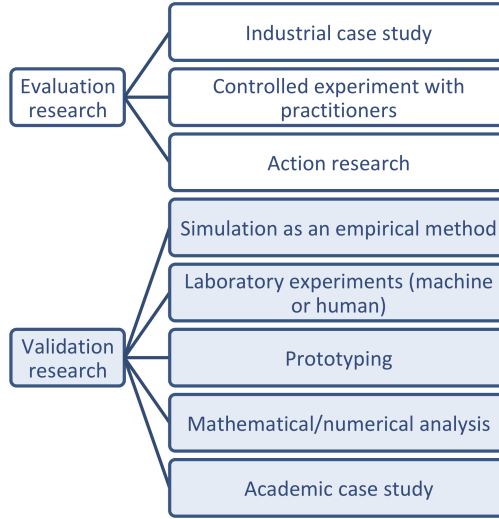 Evaluation
research
Industrial case study
Controlled experiment with
practitioners
Action research
Validation
research
Simulation as an empirical method
Laboratory experiments (machine
or human)
Prototyping
Mathematical/numerical analysis
Academic case study